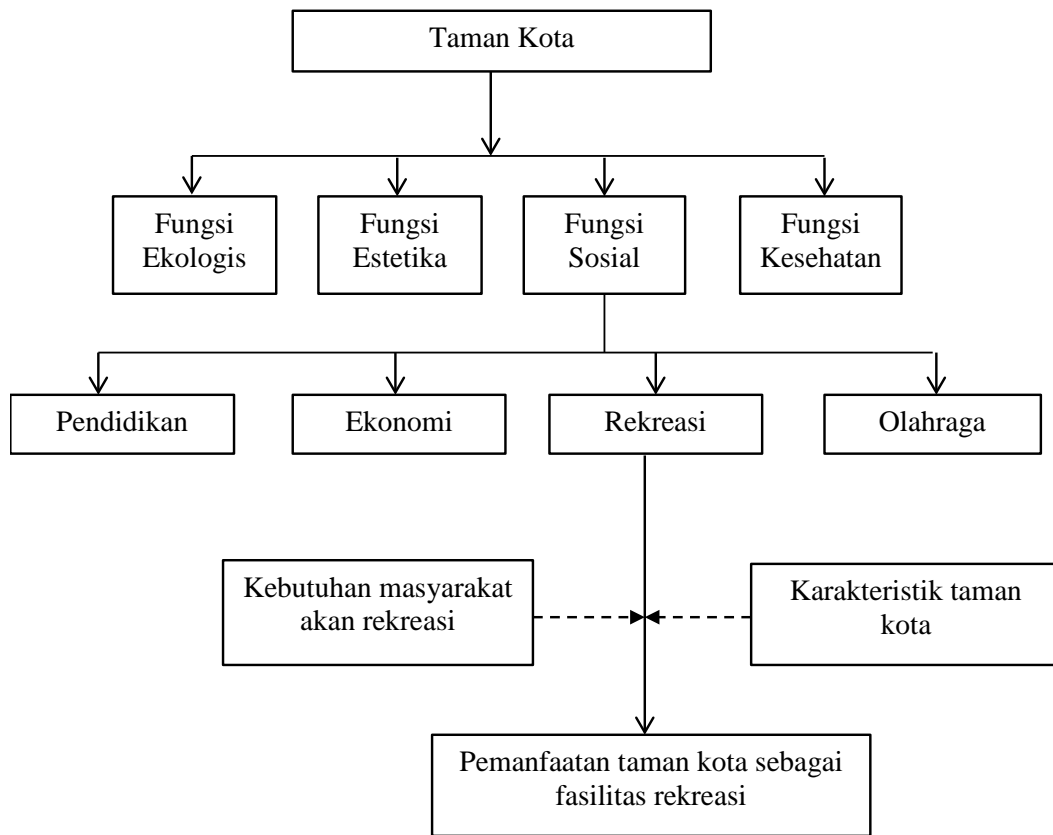 Taman Kota
Fungsi
Ekologis
Fungsi
Estetika
Fungsi
Sosial
Fungsi
Kesehatan
Pendidikan
Ekonomi
Rekreasi
Olahraga
Kebutuhan masyarakat
akan rekreasi
Karakteristik taman
kota
Pemanfaatan taman kota sebagai
fasilitas rekreasi